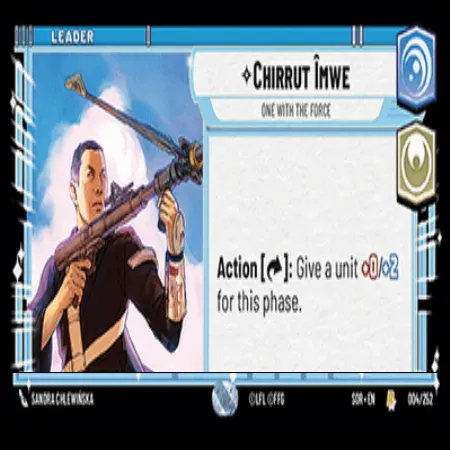 LEADER
CHIRRUT ÎMWE
ONE WITH THE FORCE
Action [ ]: Give a unit +0/+2
for this phase.
SANDRA CHLEWIŃSKA
©LFL ©FFG
SOR • EN
004/252